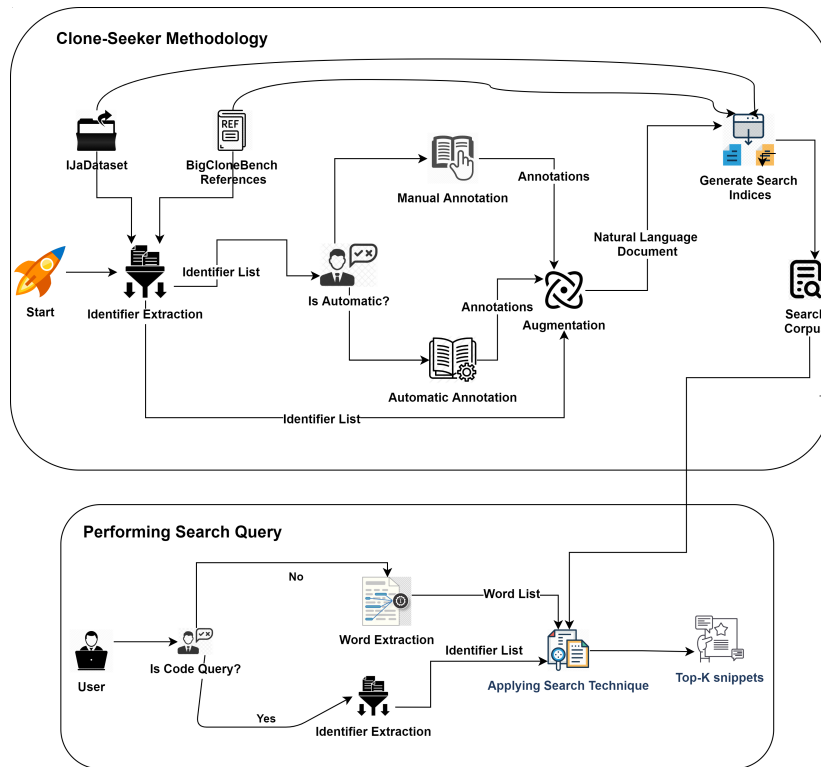 Clone-Seeker Methodology
REF
IJaDataset
BigCloneBench
References
Generate Search
Indices
Manual Annotation
Annotations
Natural Language
Document
Identifier List
Start
Identifier Extraction
Is Automatic?
Annotations
Augmentation
Search
Corpu
Automatic Annotation
Identifier List
Performing Search Query
No
Word List
Word Extraction
User
Is Code Query?
Identifier List
Applying Search Technique
Top-K snippets
Yes
Identifier Extraction